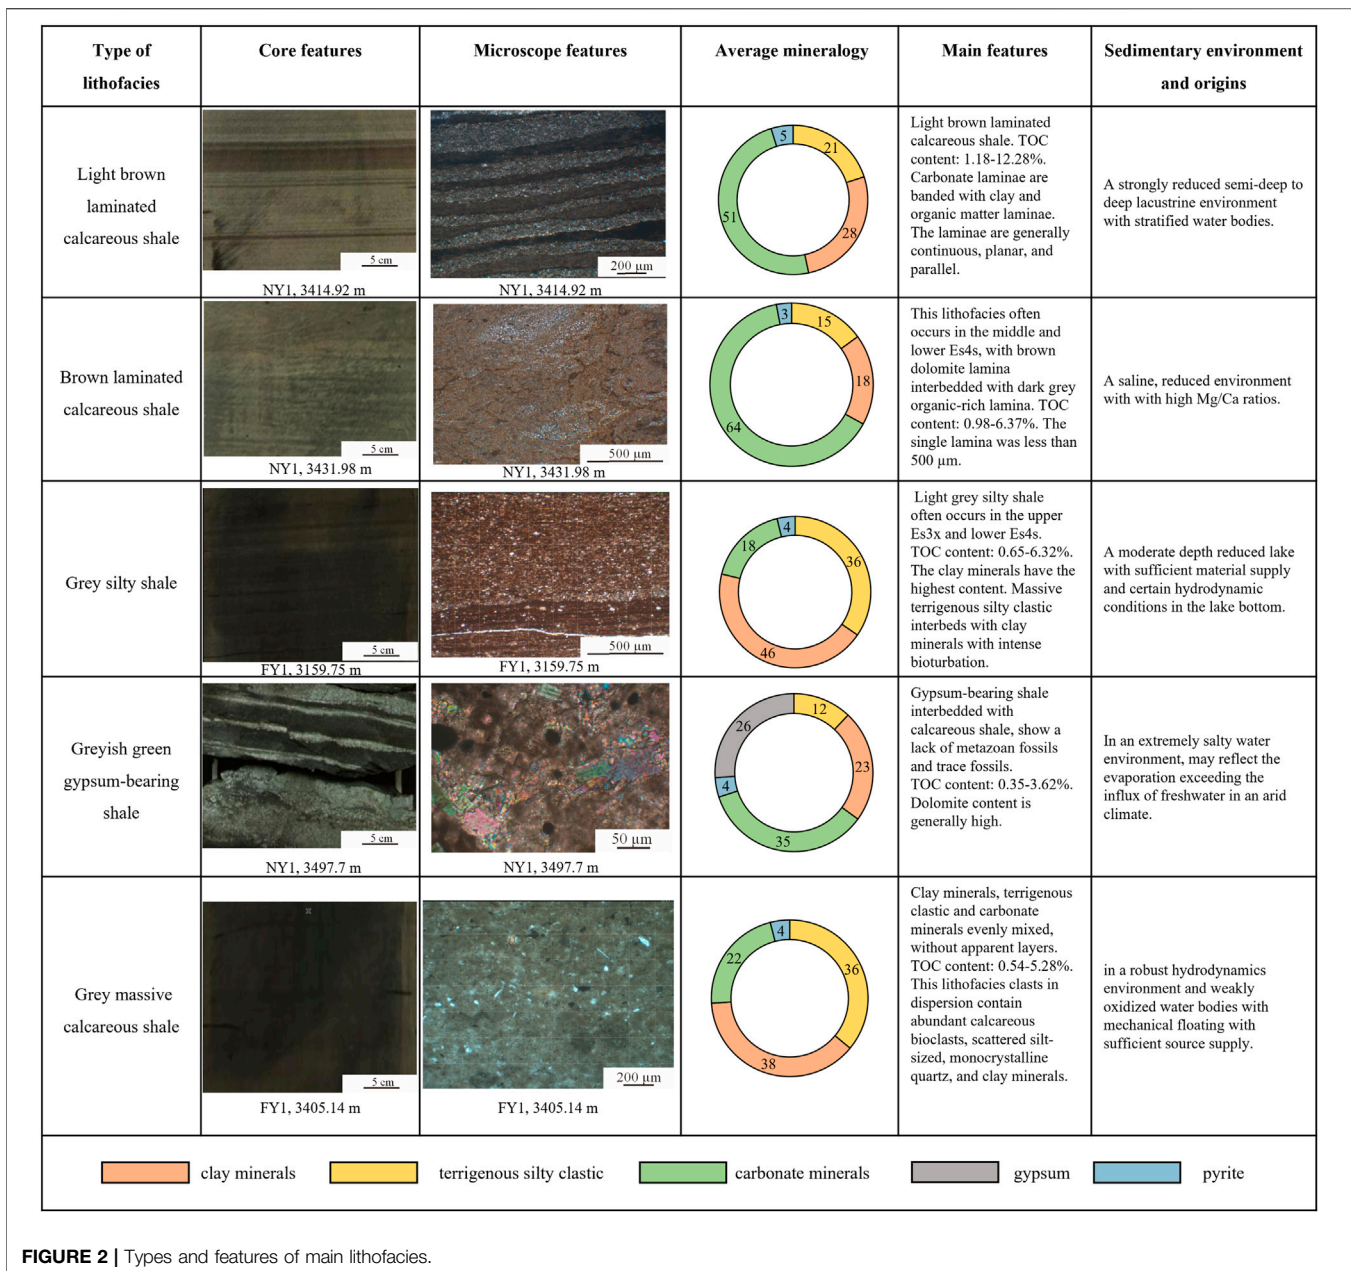 Type of
lithofacies
Core features
Microscope features
Average mineralogy
Main features
Sedimentary environment
and origins
Light brown
laminated
calcareous shale
5 cm
NY1, 3414.92 m
200 µm
NY1, 3414.92 m
5
21
51
28
Light brown laminated
calcareous shale. TOC
content: 1.18-12.28%.
Carbonate laminae are
banded with clay and
organic matter laminae.
The laminae are generally
continuous, planar, and
parallel.
A strongly reduced semi-deep to
deep lacustrine environment
with stratified water bodies.
Brown laminated
calcareous shale
5 cm
NY1, 3431.98 m
500 µm
NY1, 3431.98 m
3
15
18
64
This lithofacies often
occurs in the middle and
lower Es4s, with brown
dolomite lamina
interbedded with dark grey
organic-rich lamina. TOC
content: 0.98-6.37%. The
single lamina was less than
500 µm.
A saline, reduced environment
with with high Mg/Ca ratios.
Grey silty shale
5 cm
FY1, 3159.75 m
500 µm
FY1, 3159.75 m
4
18
36
46
Light grey silty shale
often occurs in the upper
Es3x and lower Es4s.
TOC content: 0.65-6.32%.
The clay minerals have the
highest content. Massive
terrigenous silty clastic
interbeds with clay
minerals with intense
bioturbation.
A moderate depth reduced lake
with sufficient material supply
and certain hydrodynamic
conditions in the lake bottom.
Greyish green
gypsum-bearing
shale
5 cm
NY1, 3497.7 m
50 µm
NY1, 3497.7 m
12
26
23
4
35
Gypsum-bearing shale
interbedded with
calcareous shale, show a
lack of metazoan fossils
and trace fossils.
TOC content: 0.35-3.62%.
Dolomite content is
generally high.
In an extremely salty water
environment, may reflect the
evaporation exceeding the
influx of freshwater in an arid
climate.
Grey massive
calcareous shale
5 cm
FY1, 3405.14 m
200 µm
FY1, 3405.14 m
4
22
36
38
Clay minerals, terrigenous
clastic and carbonate
minerals evenly mixed,
without apparent layers.
TOC content: 0.54-5.28%.
This lithofacies clasts in
dispersion contain
abundant calcareous
bioclasts, scattered silt-
sized, monocrystalline
quartz, and clay minerals.
in a robust hydrodynamics
environment and weakly
oxidized water bodies with
mechanical floating with
sufficient source supply.
clay minerals
terrigenous silty clastic
carbonate minerals
gypsum
pyrite
FIGURE 2 | Types and features of main lithofacies.